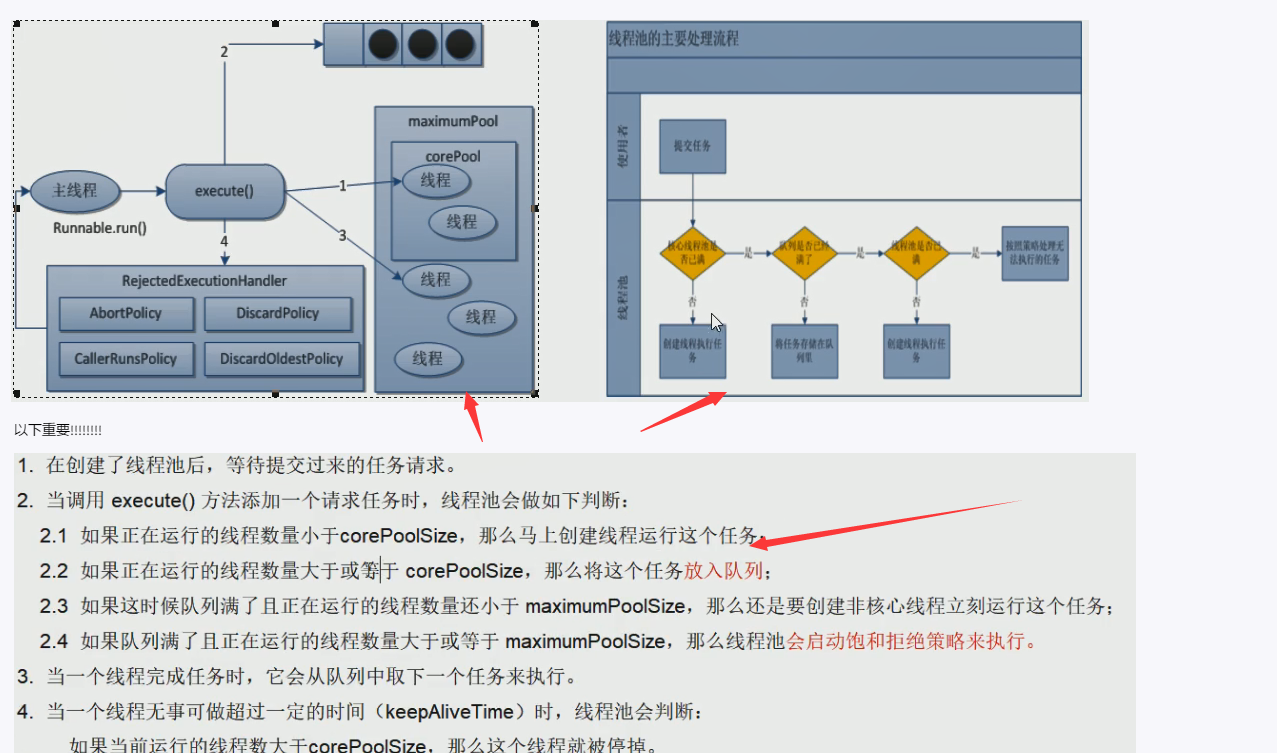 2
maximumPool
corePool
线程
线程
主线程
execute()
1
Runnable.run()
3
4
线程
线程
线程
RejectedExecutionHandler
AbortPolicy
DiscardPolicy
CallerRunsPolicy
DiscardOldestPolicy
线程池的主要处理流程
使用者
提交任务
线程池
核心线程池是
否已满
是
队列是否已经
满了
是
线程池是否已
满
是
按照策略处理无
法执行的任务
否
否
否
创建线程执行任
务
将任务存储在队
列里
创建线程执行任
务
以下重要!!!!!!!!
1. 在创建了线程池后，等待提交过来的任务请求。
2. 当调用 execute() 方法添加一个请求任务时，线程池会做如下判断：
2.1 如果正在运行的线程数量小于corePoolSize，那么马上创建线程运行这个任务；
2.2 如果正在运行的线程数量大于或等于 corePoolSize，那么将这个任务放入队列；
2.3 如果这时候队列满了且正在运行的线程数量还小于 maximumPoolSize，那么还是要创建非核心线程立刻运行这个任务；
2.4 如果队列满了且正在运行的线程数量大于或等于 maximumPoolSize，那么线程池会启动饱和拒绝策略来执行。
3. 当一个线程完成任务时，它会从队列中取下一个任务来执行。
4. 当一个线程无事可做超过一定的时间（keepAliveTime）时，线程池会判断：
如果当前运行的线程数大于corePoolSize，那么这个线程就被停掉。